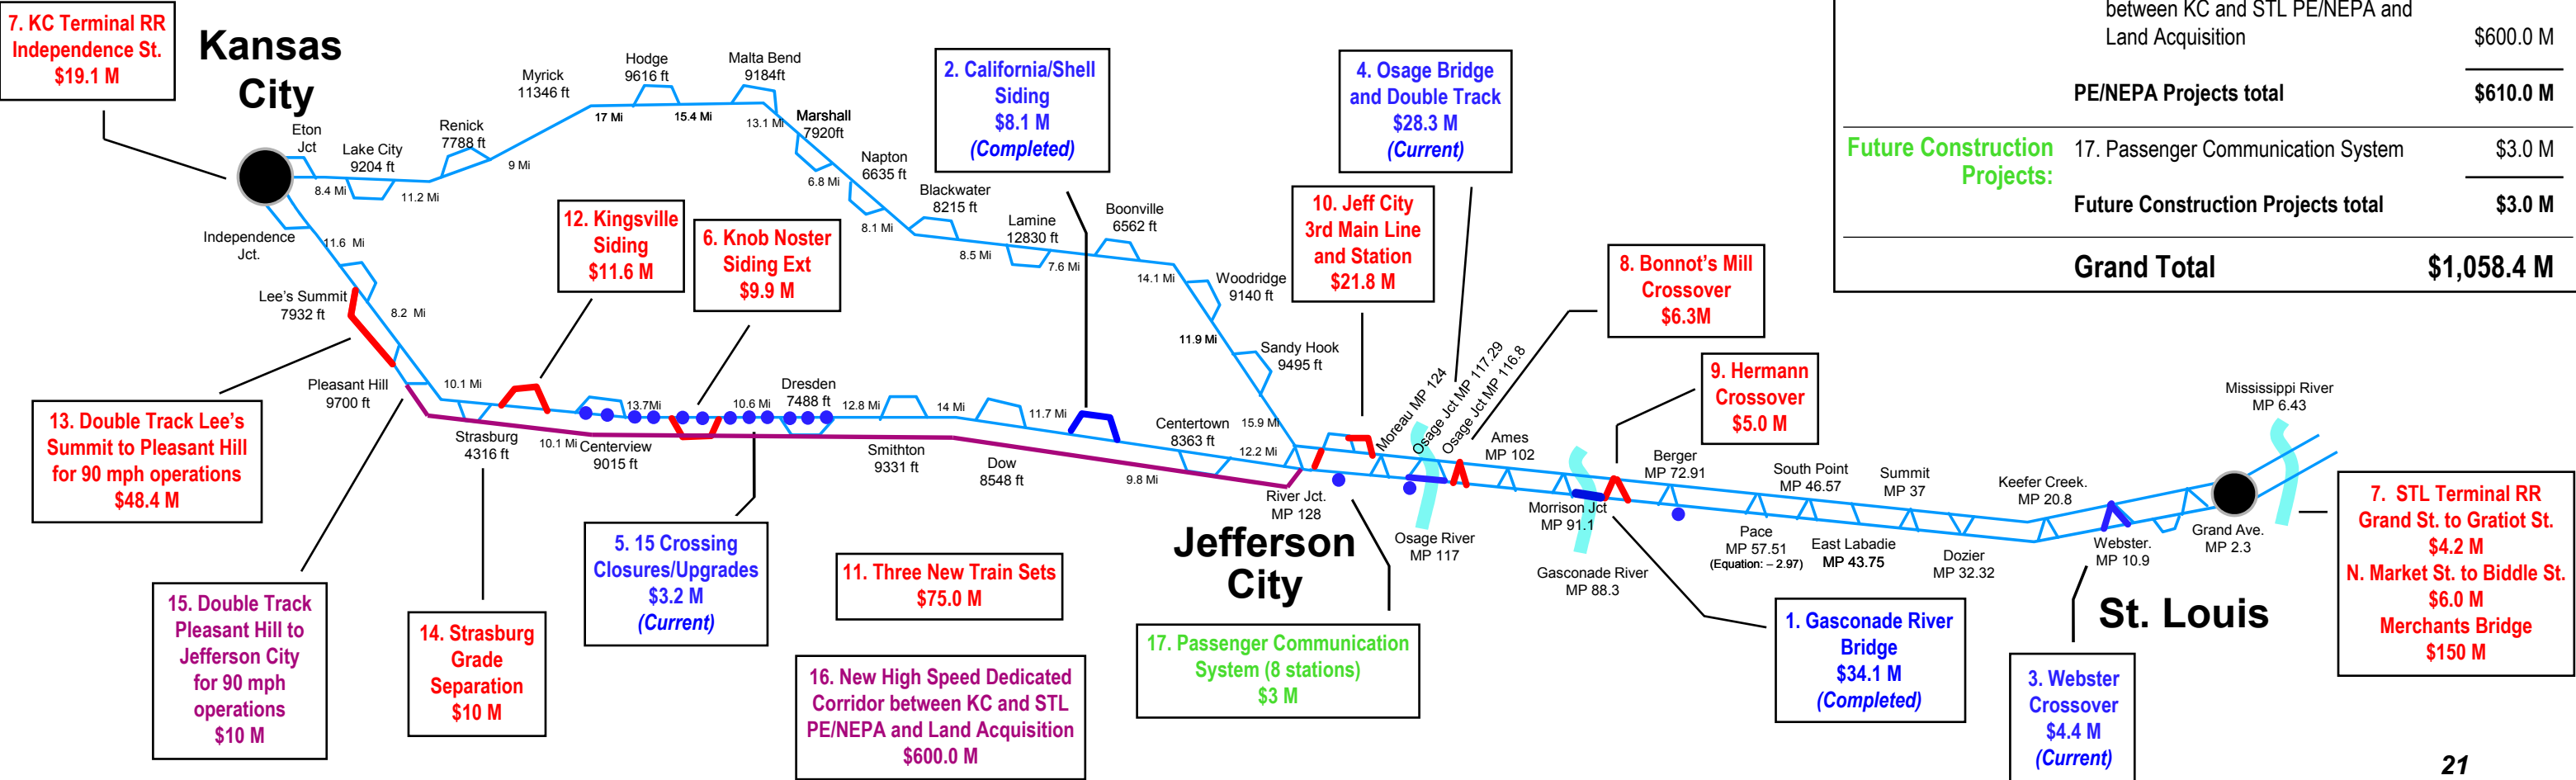 7. KC Terminal RR
Independence St.
$19.1 M
Kansas
City
Eton
Jct
Lake City
9204 ft
Renick
7788 ft
Myrick
11346 ft
Hodge
9616 ft
Malta Bend
9184ft
Marshall
7920ft
Napton
6635 ft
Blackwater
8215 ft
Lamine
12830 ft
Boonville
6562 ft
Woodridge
9140 ft
Sandy Hook
9495 ft
8.4 Mi
11.2 Mi
9 Mi
17 Mi
15.4 Mi
13.1 Mi
6.8 Mi
8.1 Mi
8.5 Mi
7.6 Mi
14.1 Mi
11.9 Mi
15.9 Mi
2. California/Shell
Siding
$8.1 M
(Completed)
4. Osage Bridge
and Double Track
$28.3 M
(Current)
between KC and STL PE/NEPA and
Land Acquisition $600.0 M
PE/NEPA Projects total $610.0 M
Future Construction
Projects:
17. Passenger Communication System $3.0 M
Future Construction Projects total $3.0 M
Grand Total $1,058.4 M
12. Kingsville
Siding
$11.6 M
6. Knob Noster
Siding Ext
$9.9 M
10. Jeff City
3rd Main Line
and Station
$21.8 M
8. Bonnot's Mill
Crossover
$6.3M
9. Hermann
Crossover
$5.0 M
Independence
Jct.
11.6 Mi
Lee's Summit
7932 ft
8.2 Mi
Pleasant Hill
9700 ft
10.1 Mi
Strasburg
4316 ft
10.1 Mi
Centerview
9015 ft
13.7Mi
10.6 Mi
Dresden
7488 ft
12.8 Mi
Smithton
9331 ft
14 Mi
Dow
8548 ft
11.7 Mi
9.8 Mi
Centertown
8363 ft
12.2 Mi
River Jct.
MP 128
Moreau MP 124
Osage Jct MP 117.29
Osage Jct MP 116.8
Osage River
MP 117
Ames
MP 102
Morrison Jct
MP 91.1
Gasconade River
MP 88.3
Berger
MP 72.91
Pace
MP 57.51
(Equation: – 2.97)
South Point
MP 46.57
East Labadie
MP 43.75
Summit
MP 37
Dozier
MP 32.32
Keefer Creek.
MP 20.8
Webster.
MP 10.9
Grand Ave.
MP 2.3
Mississippi River
MP 6.43
Jefferson
City
St. Louis
13. Double Track Lee's
Summit to Pleasant Hill
for 90 mph operations
$48.4 M
15. Double Track
Pleasant Hill to
Jefferson City
for 90 mph
operations
$10 M
14. Strasburg
Grade
Separation
$10 M
5. 15 Crossing
Closures/Upgrades
$3.2 M
(Current)
11. Three New Train Sets
$75.0 M
16. New High Speed Dedicated
Corridor between KC and STL
PE/NEPA and Land Acquisition
$600.0 M
17. Passenger Communication
System (8 stations)
$3 M
1. Gasconade River
Bridge
$34.1 M
(Completed)
3. Webster
Crossover
$4.4 M
(Current)
7. STL Terminal RR
Grand St. to Gratiot St.
$4.2 M
N. Market St. to Biddle St.
$6.0 M
Merchants Bridge
$150 M
21